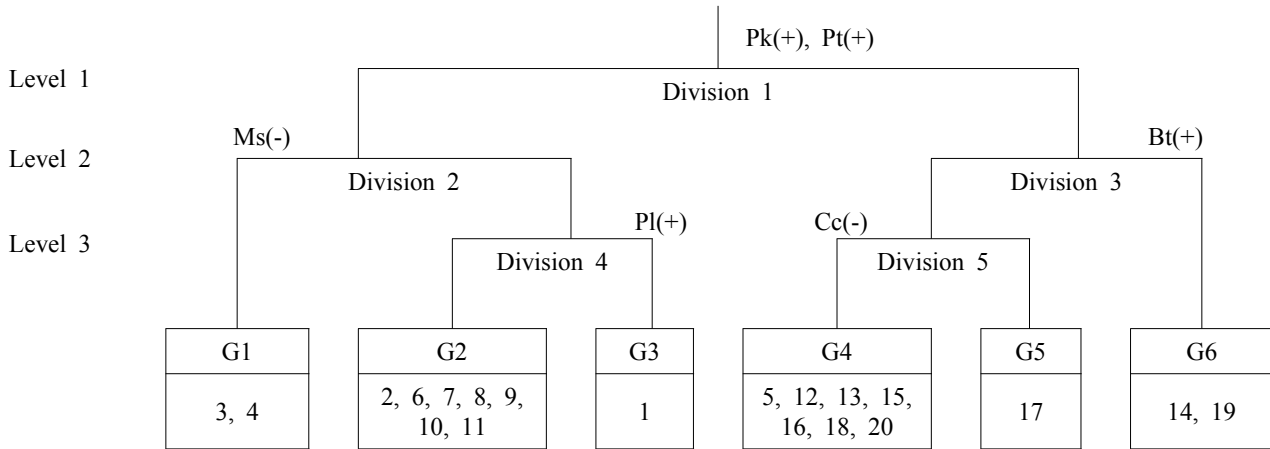 Pk(+), Pt(+)
Level 1
Division 1
Ms(-)
Bt(+)
Level 2
Division 2
Division 3
Pl(+)
Cc(-)
Level 3
Division 4
Division 5
G1
G2
G3
G4
G5
G6
3, 4
2, 6, 7, 8, 9,
10, 11
1
5, 12, 13, 15,
16, 18, 20
17
14, 19